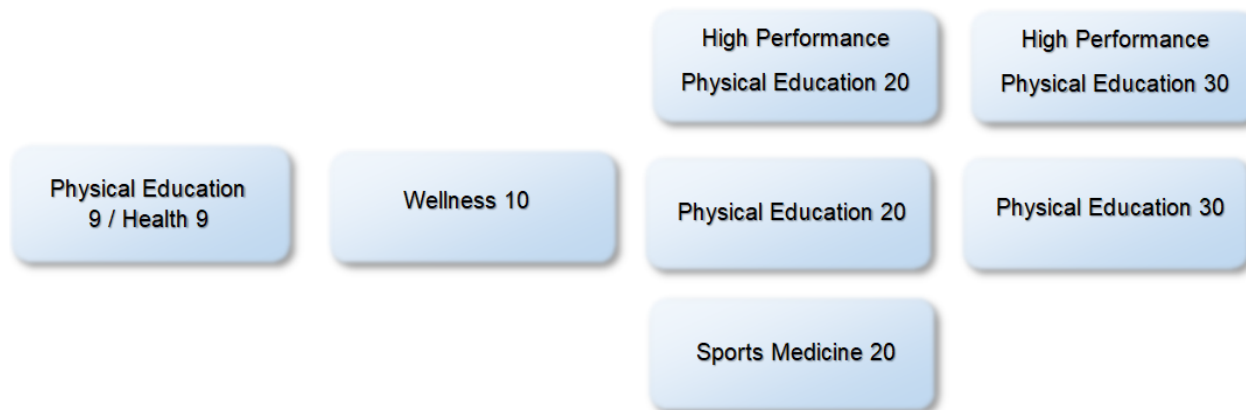 High Performance
Physical Education 20
High Performance
Physical Education 30
Physical Education
9 / Health 9
Wellness 10
Physical Education 20
Physical Education 30
Sports Medicine 20